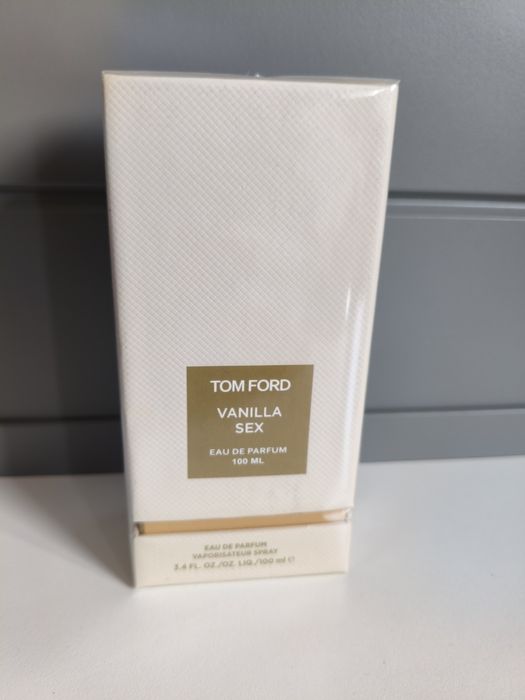 TOM FORD
VANILLA
SEX
EAU DE PARFUM
100 ML
EAU DE PARFUM
VAPORISATEUR SPRAY
3.4 FL. OZ./OZ. LIQ./100 ml ℮